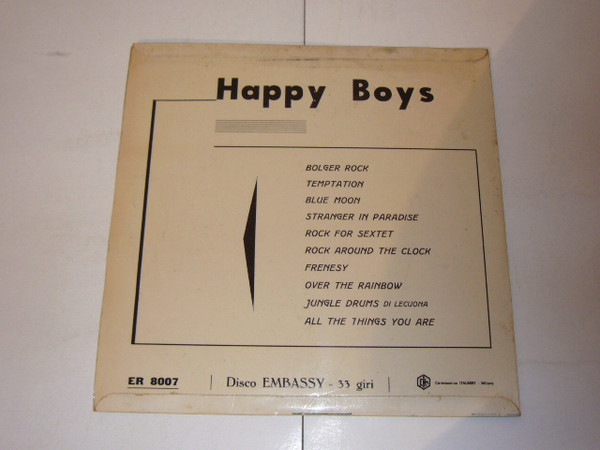 Happy Boys
BOLGER ROCK
TEMPTATION
BLUE MOON
STRANGER IN PARADISE
ROCK FOR SEXTET
ROCK AROUND THE CLOCK
FRENESY
OVER THE RAINBOW
JUNGLE DRUMS DI LECUONA
ALL THE THINGS YOU ARE
ER 8007 | Disco EMBASSY - 33 giri |